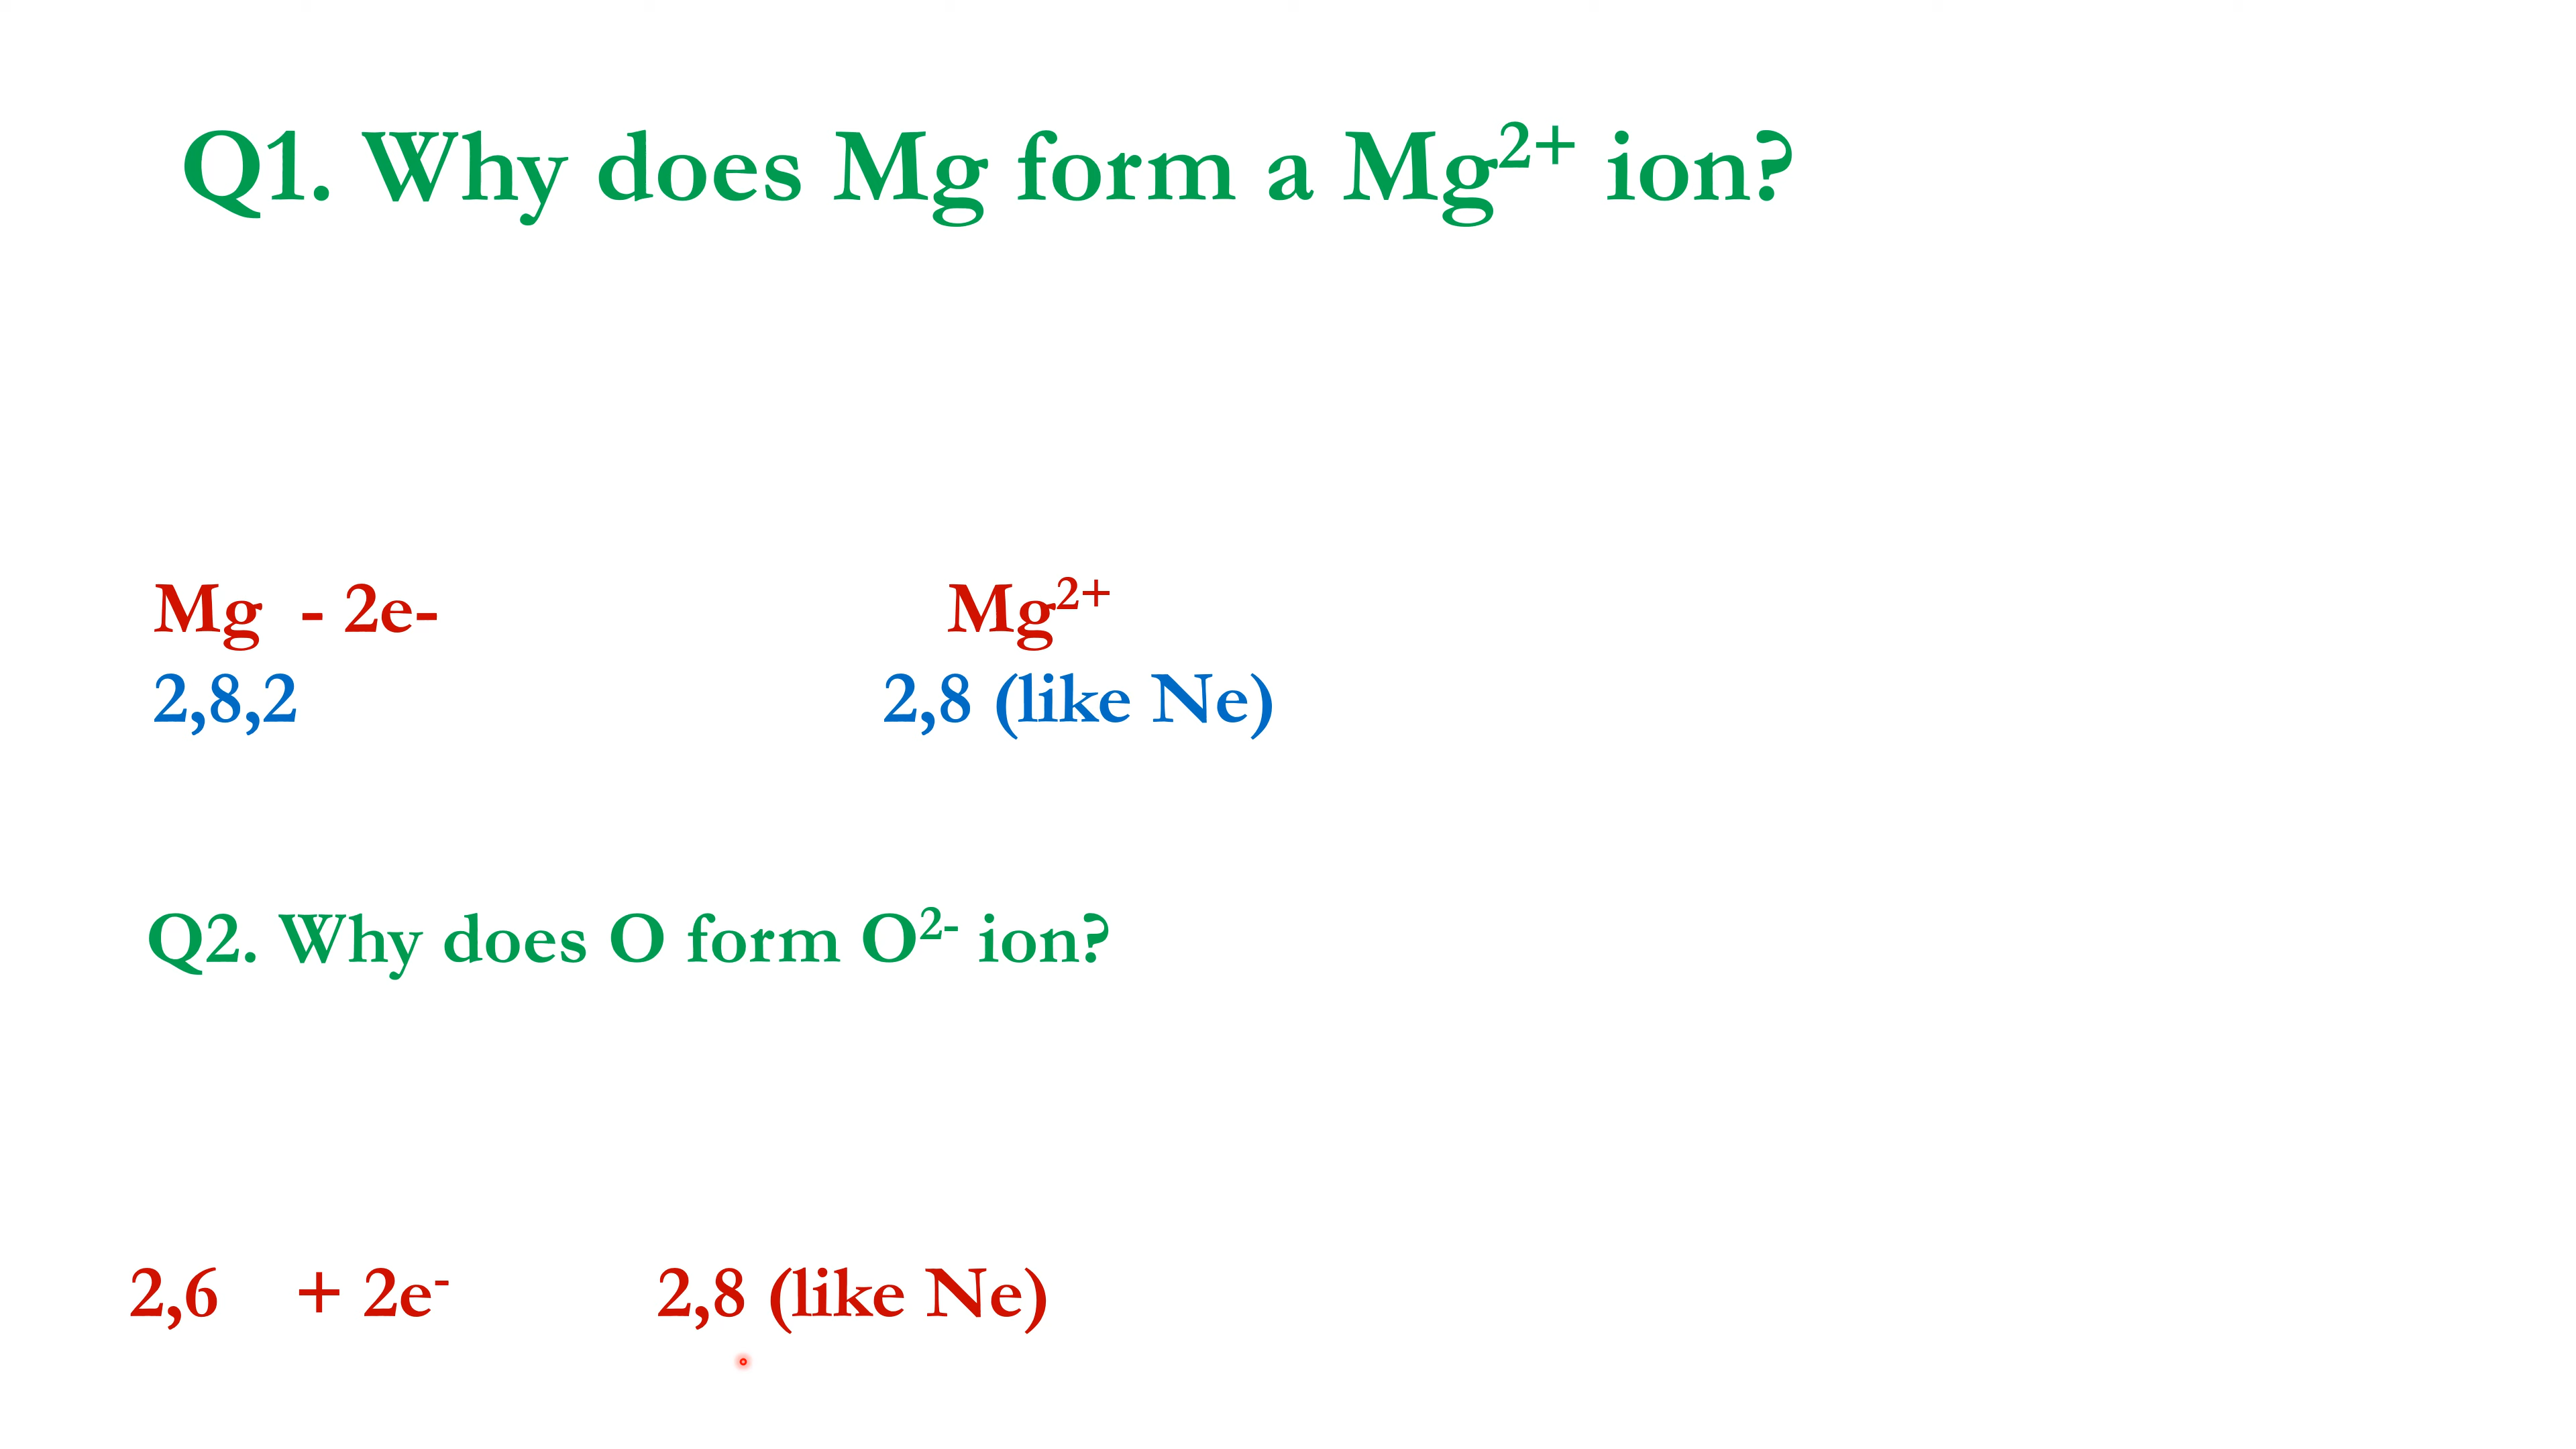 Q1. Why does Mg form a Mg²⁺ ion?
Mg - 2e- Mg²⁺
2,8,2 2,8 (like Ne)
Q2. Why does O form O²⁻ ion?
2,6 + 2e⁻ 2,8 (like Ne)